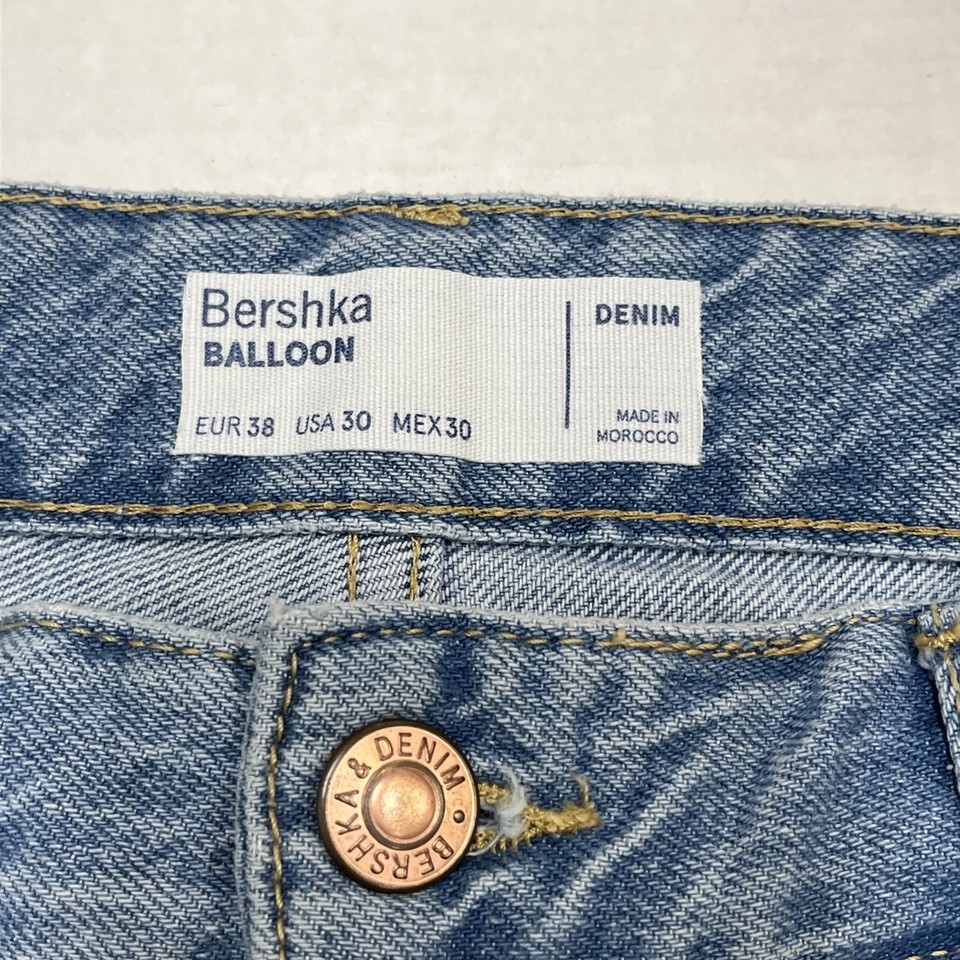 Bershka
BALLOON
EUR 38 USA 30 MEX 30
DENIM
MADE IN
MOROCCO
BERSHKA & DENIM •